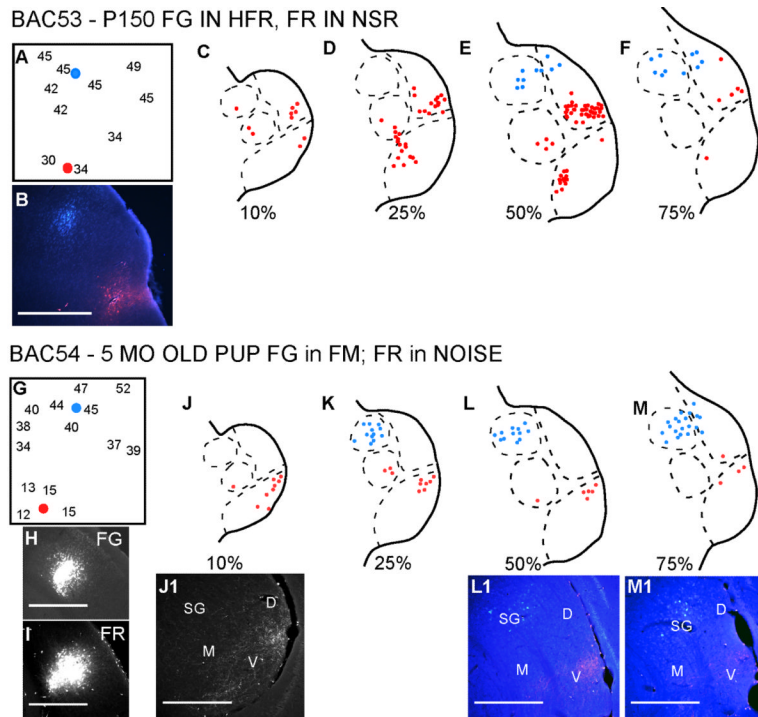 BAC53 - P150 FG IN HFR, FR IN NSR
A
45
45
49
42
45
45
42
34
30
34
B
C
10%
D
25%
E
50%
F
75%
BAC54 - 5 MO OLD PUP FG in FM; FR in NOISE
G
47
52
40
44
45
38
40
34
37
39
13
15
12
15
H
FG
I
FR
J
10%
K
25%
L
50%
M
75%
J1
SG
D
M
V
L1
SG
D
M
V
M1
SG
D
M
V